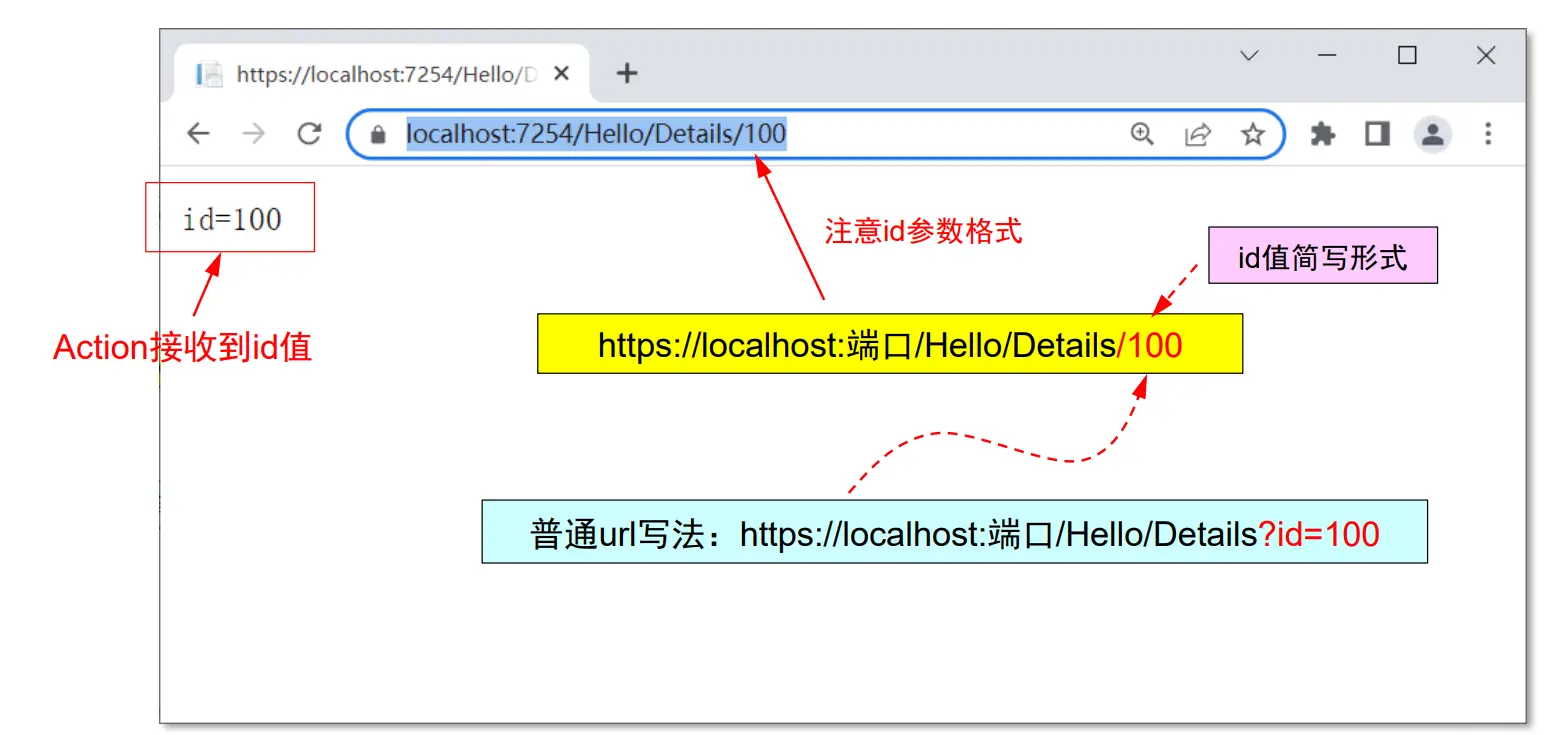 https://localhost:7254/Hello/D
localhost:7254/Hello/Details/100
id=100
注意id参数格式
id值简写形式
Action接收到id值
https://localhost:端口/Hello/Details/100
普通url写法：https://localhost:端口/Hello/Details?id=100